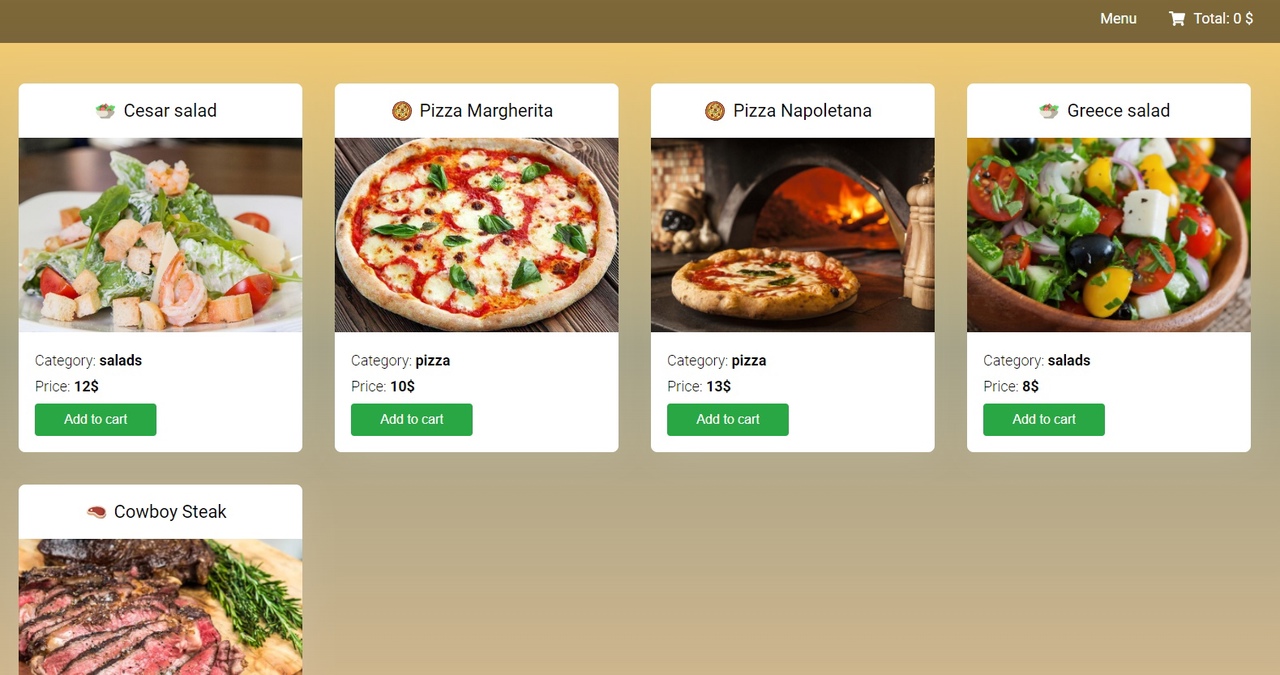 Menu
Total: 0 $
Cesar salad
Pizza Margherita
Pizza Napoletana
Greece salad
Category: salads
Price: 12$
Add to cart
Category: pizza
Price: 10$
Add to cart
Category: pizza
Price: 13$
Add to cart
Category: salads
Price: 8$
Add to cart
Cowboy Steak